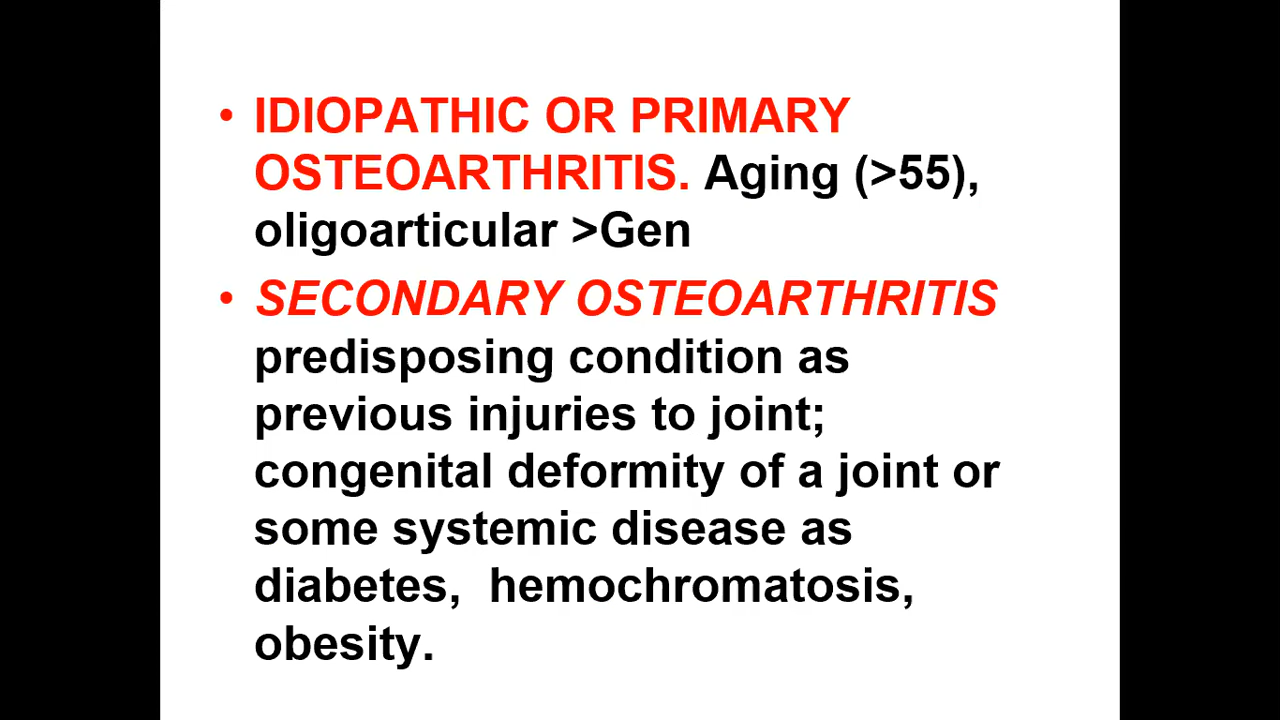 • IDIOPATHIC OR PRIMARY
OSTEOARTHRITIS. Aging (>55),
oligoarticular >Gen
• SECONDARY OSTEOARTHRITIS
predisposing condition as
previous injuries to joint;
congenital deformity of a joint or
some systemic disease as
diabetes,  hemochromatosis,
obesity.